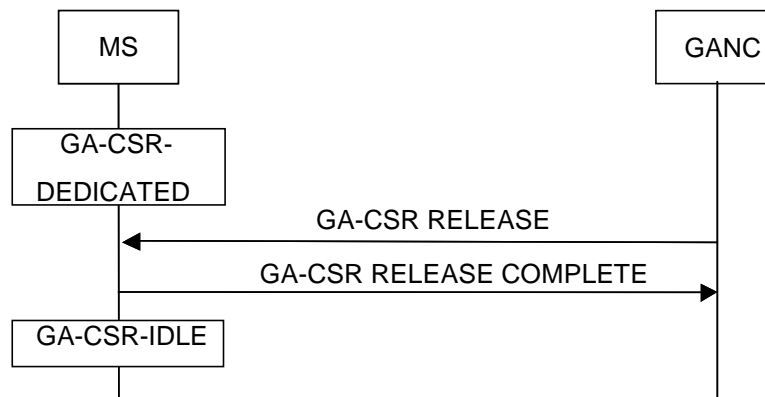 MS
GANC
GA-CSR-
DEDICATED
GA-CSR RELEASE
GA-CSR RELEASE COMPLETE
GA-CSR-IDLE